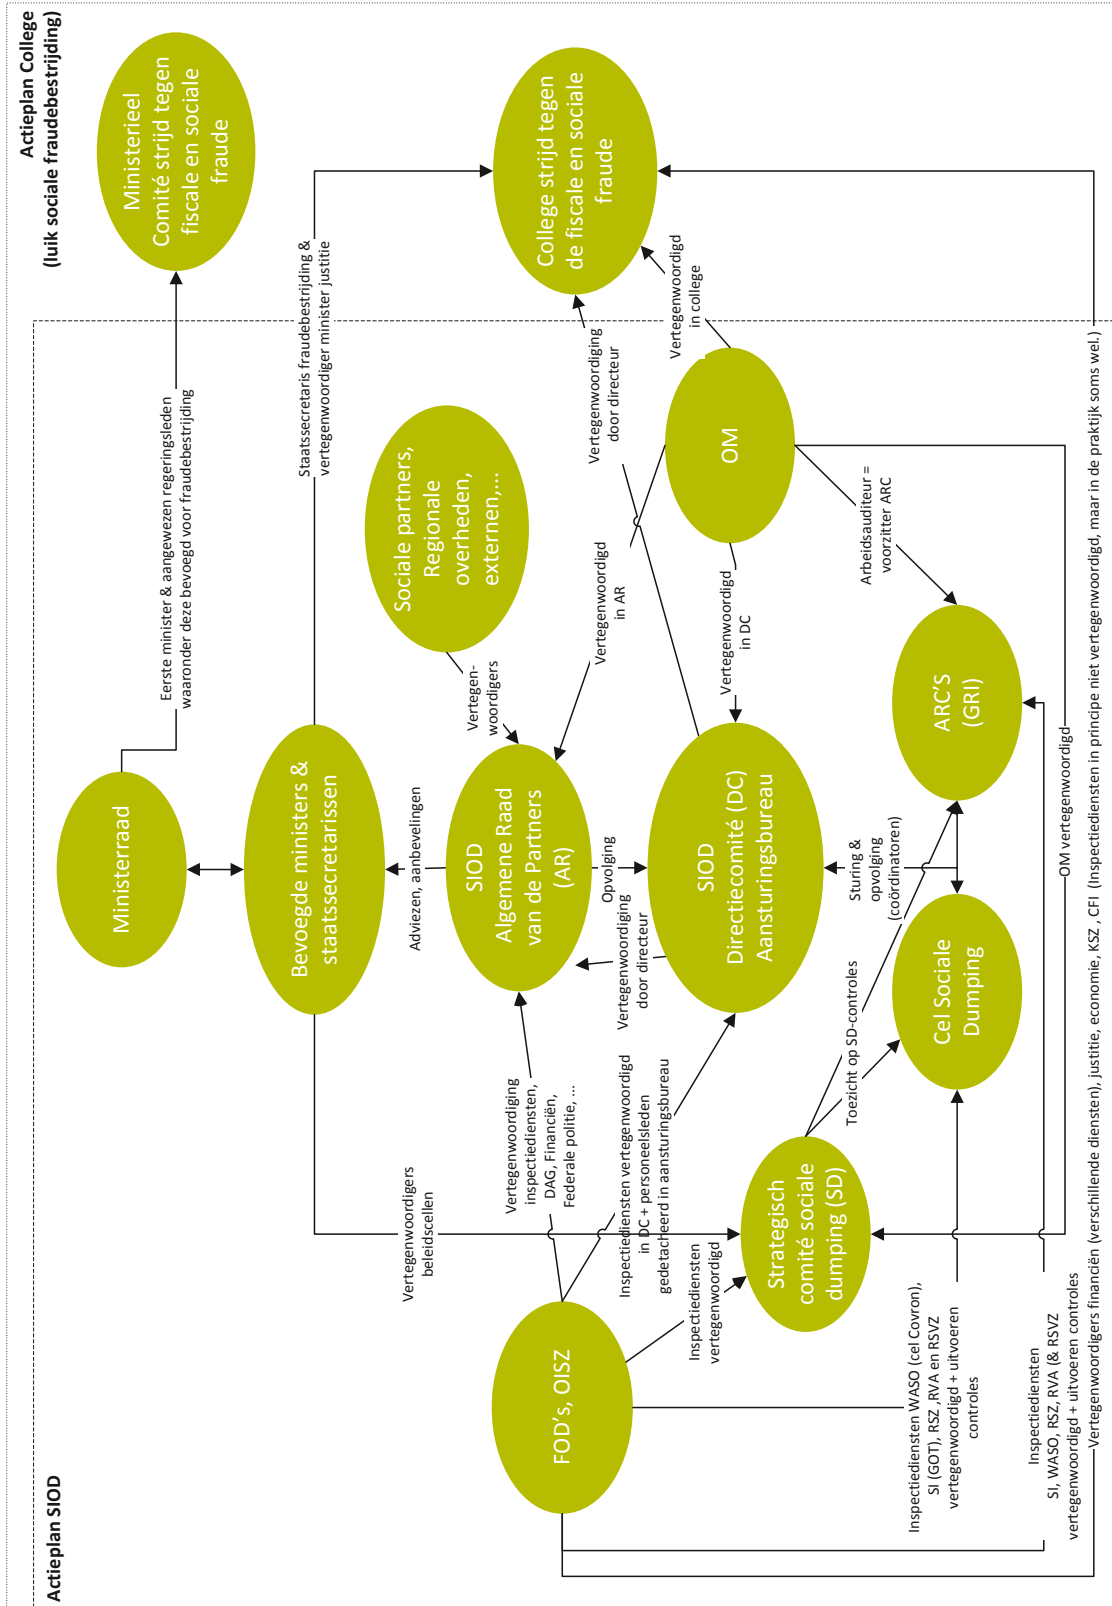 Actieplan SIOD
Actieplan College
(luik sociale fraudebestrijding)
Ministerraad
Eerste minister & aangewezen regeringsleden
waaronder deze bevoegd voor fraudebestrijding
Ministerieel
Comité strijd tegen
fiscale en sociale
fraude
Bevoegde ministers &
staatssecretarissen
Staatssecretaris fraudebestrijding &
vertegenwoordiger minister justitie
Vertegenwoordigers
beleidscellen
Adviezen, aanbevelingen
Sociale partners,
Regionale
overheden,
externen,...
Vertegen-
woordigers
SIOD
Algemene Raad
van de Partners
(AR)
Vertegenwoordiging
inspectiediensten,
DAG, Financiën,
Federale politie, ...
Vertegenwoordigd
in AR
Vertegenwoordiging
door directeur
College strijd tegen
de fiscale en sociale
fraude
Opvolging
Vertegenwoordiging
door directeur
FOD's, OISZ
Inspectiediensten vertegenwoordigd
in DC + personeelsleden
gedetacheerd in aansturingsbureau
SIOD
Directiecomité (DC)
Aansturingsbureau
Vertegenwoordigd
in DC
OM
Vertegenwoordigd
in college
Inspectiediensten
vertegenwoordigd
Strategisch
comité sociale
dumping (SD)
Toezicht op SD-controles
Sturing &
opvolging
(coördinatoren)
Arbeidsauditeur =
voorzitter ARC
Cel Sociale
Dumping
ARC'S
(GRI)
Inspectiediensten WASO (cel Covron),
SI (GOT), RSZ ,RVA en RSVZ
vertegenwoordigd + uitvoeren
controles
Inspectiediensten
SI, WASO, RSZ, RVA (& RSVZ
vertegenwoordigd + uitvoeren controles
OM vertegenwoordigd
Vertegenwoordigers financiën (verschillende diensten), justitie, economie, KSZ , CFI (Inspectiediensten in principe niet vertegenwoordigd, maar in de praktijk soms wel.)